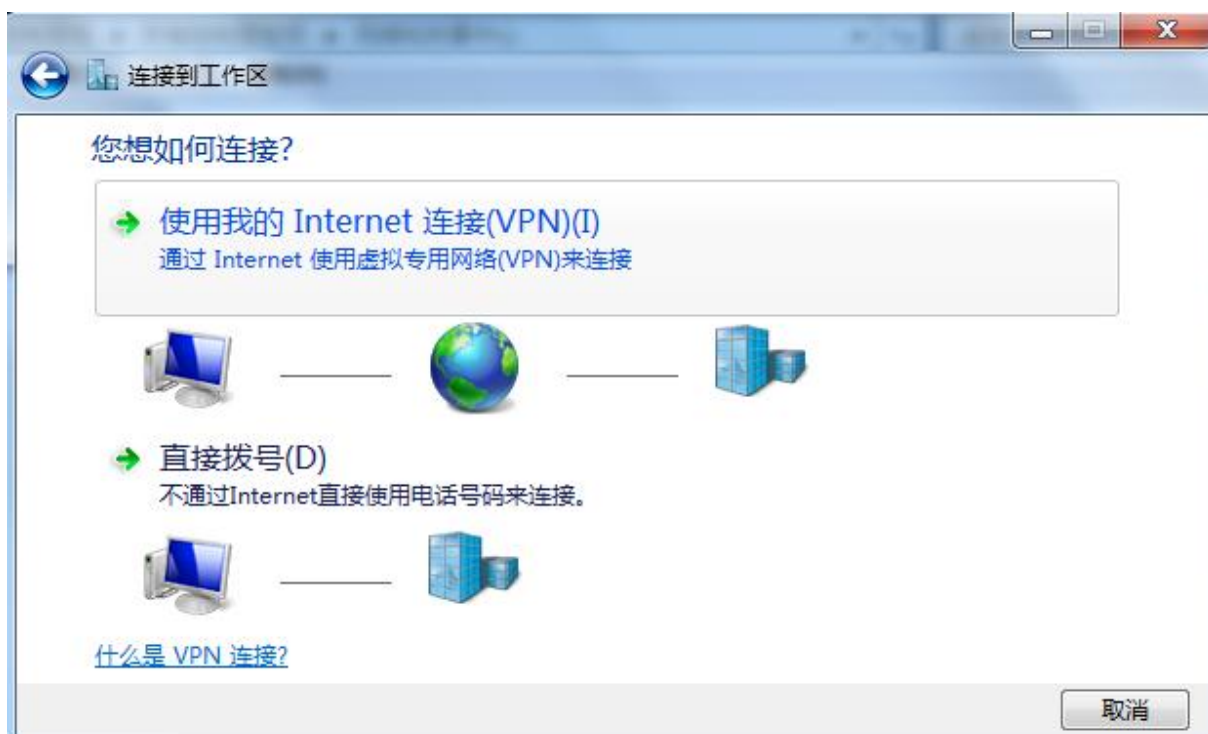 连接到工作区
您想如何连接?
使用我的 Internet 连接(VPN)(I)
通过 Internet 使用虚拟专用网络(VPN)来连接
直接拨号(D)
不通过Internet直接使用电话号码来连接。
什么是 VPN 连接?
取消